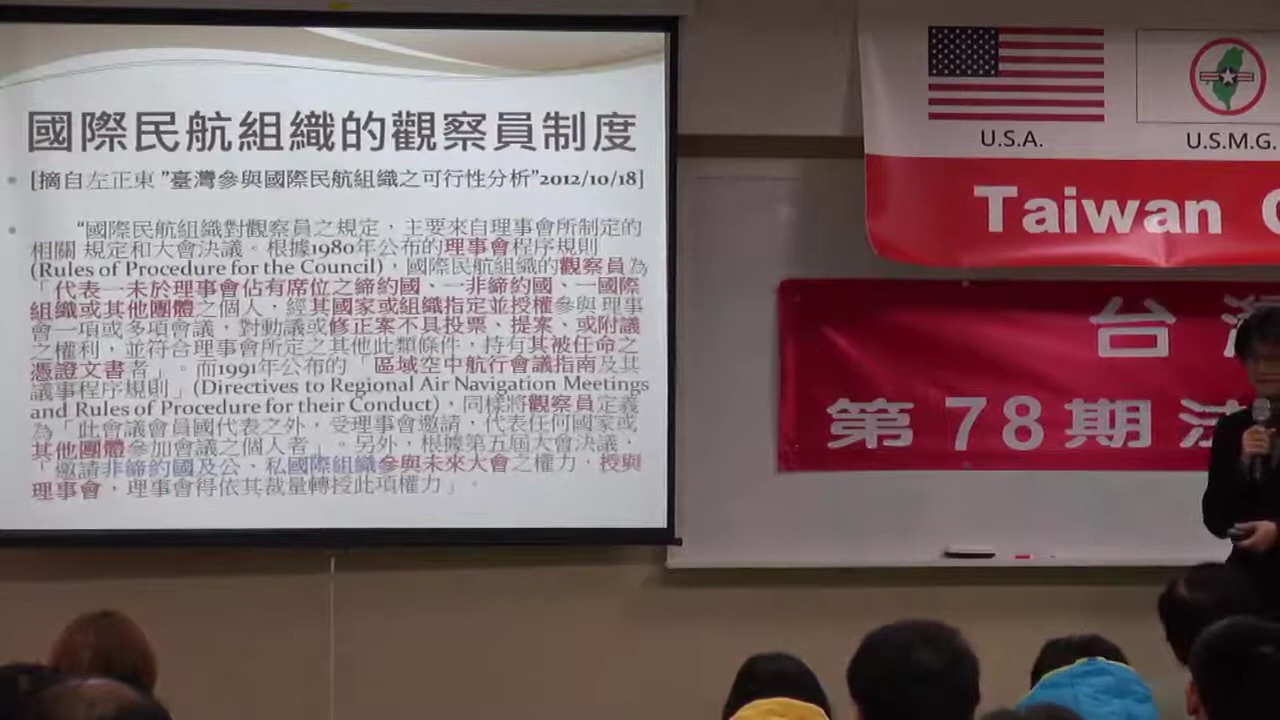 國際民航組織的觀察員制度
[摘自左正東 ”臺灣參與國際民航組織之可行性分析”2012/10/18]
“國際民航組織對觀察員之規定，主要來自理事會所制定的
相關 規定和大會決議。根據1980年公布的理事會程序規則
(Rules of Procedure for the Council)，國際民航組織的觀察員為
「代表一未於理事會佔有席位之締約國、一非締約國、一國際
組織或其他團體之個人，經其國家或組織指定並授權參與理事
會一項或多項會議，對動議或修正案不具投票、提案、或附議
之權利，並符合理事會所定之其他此類條件，持有其被任命之
憑證文書者」。而1991年公布的「區域空中航行會議指南及其
議事程序規則」(Directives to Regional Air Navigation Meetings
and Rules of Procedure for their Conduct)，同樣將觀察員定義
為「此會議會員國代表之外，受理事會邀請，代表任何國家或
其他團體參加會議之個人者」。另外，根據第五屆大會決議，
「邀請非締約國及公、私國際組織參與未來大會之權力，授與
理事會，理事會得依其裁量轉授此項權力」。
U.S.A.
U.S.M.G.
Taiwan
台
第78期法